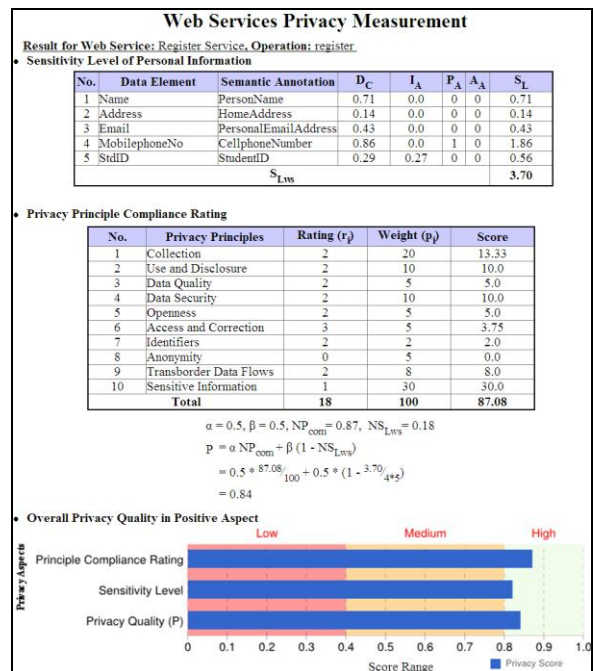 Web Services Privacy Measurement
Result for Web Service: Register Service, Operation: register
• Sensitivity Level of Personal Information
No. Data Element Semantic Annotation D_C I_A P_A A_A S_L
1 Name PersonName 0.71 0.0 0 0 0.71
2 Address HomeAddress 0.14 0.0 0 0 0.14
3 Email PersonalEmailAddress 0.43 0.0 0 0 0.43
4 MobilephoneNo CellphoneNumber 0.86 0.0 1 0 1.86
5 StdID StudentID 0.29 0.27 0 0 0.56
S_Lws 3.70
• Privacy Principle Compliance Rating
No. Privacy Principles Rating (r_i) Weight (p_i) Score
1 Collection 2 20 13.33
2 Use and Disclosure 2 10 10.0
3 Data Quality 2 5 5.0
4 Data Security 2 10 10.0
5 Openness 2 5 5.0
6 Access and Correction 3 5 3.75
7 Identifiers 2 2 2.0
8 Anonymity 0 5 0.0
9 Transborder Data Flows 2 8 8.0
10 Sensitive Information 1 30 30.0
Total 18 100 87.08
α = 0.5, β = 0.5, NP_com = 0.87, NS_Lws = 0.18
P = α NP_com + β (1 - NS_Lws)
= 0.5 * 87.08/100 + 0.5 * (1 - 3.70/4*5)
= 0.84
• Overall Privacy Quality in Positive Aspect
Low Medium High
Privacy Aspects
Principle Compliance Rating
Sensitivity Level
Privacy Quality (P)
0 0.1 0.2 0.3 0.4 0.5 0.6 0.7 0.8 0.9 1.0
Score Range
Privacy Score